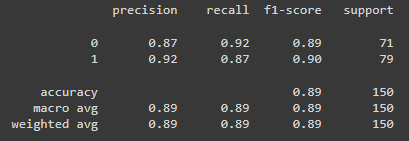 precision recall f1-score support
0 0.87 0.92 0.89 71
1 0.92 0.87 0.90 79
accuracy 0.89 150
macro avg 0.89 0.89 0.89 150
weighted avg 0.89 0.89 0.89 150